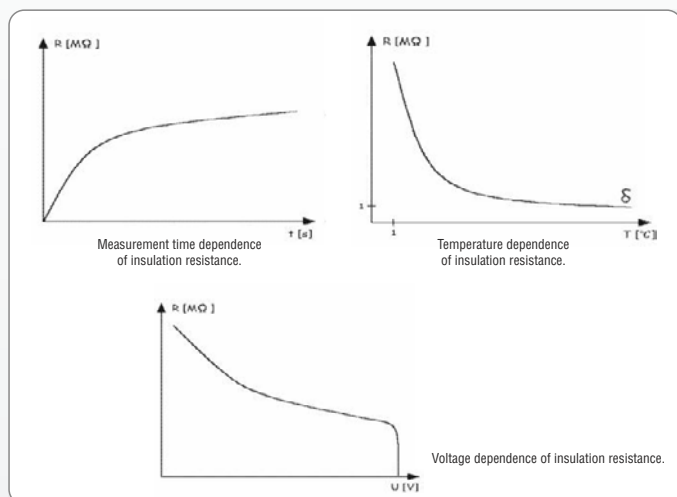 R [MΩ]
t [s]
Measurement time dependence
of insulation resistance.
R [MΩ]
δ
1
1
T [°C]
Temperature dependence
of insulation resistance.
R [MΩ]
U [V]
Voltage dependence of insulation resistance.